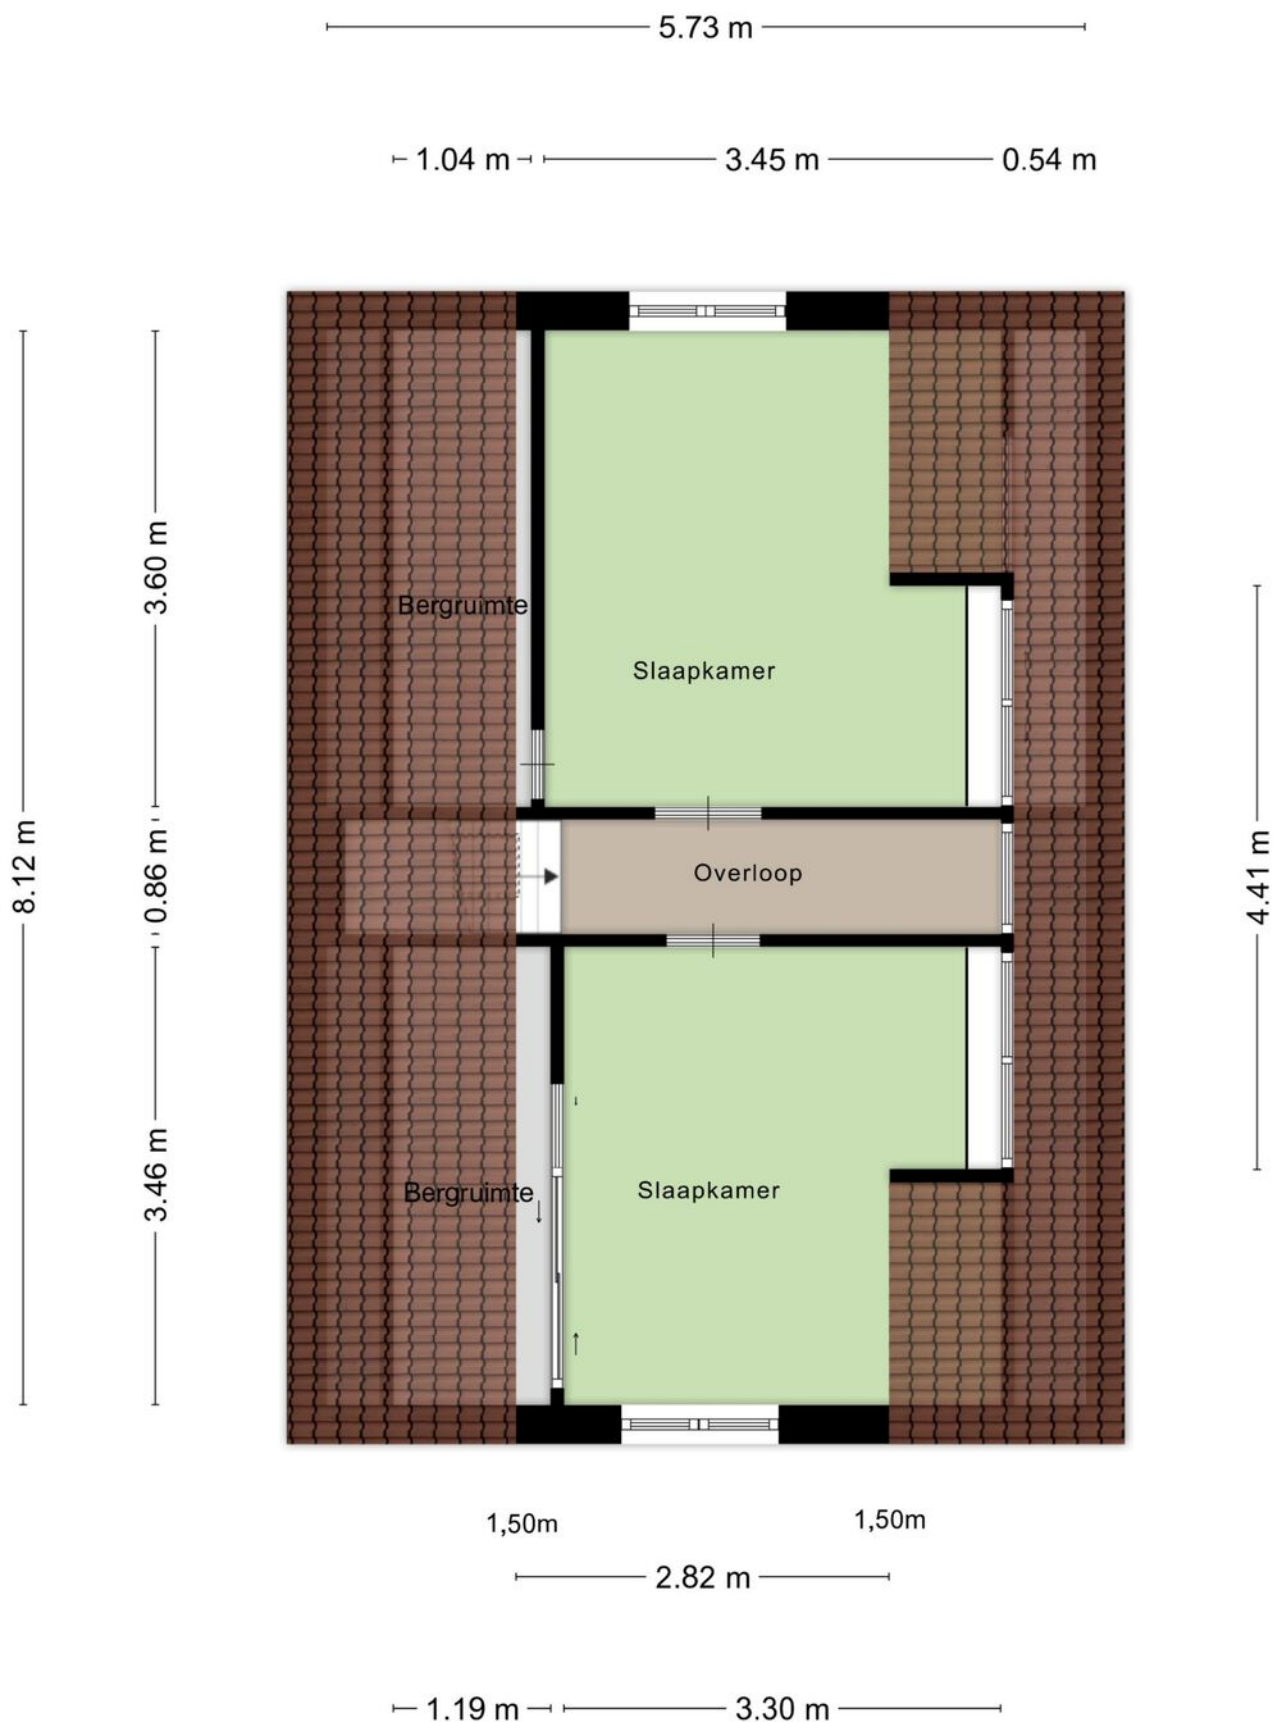 5.73 m
1.04 m
3.45 m
0.54 m
3.60 m
Bergruimte
Slaapkamer
8.12 m
0.86 m
Overloop
4.41 m
3.46 m
Bergruimte
Slaapkamer
1,50m
1,50m
2.82 m
1.19 m
3.30 m